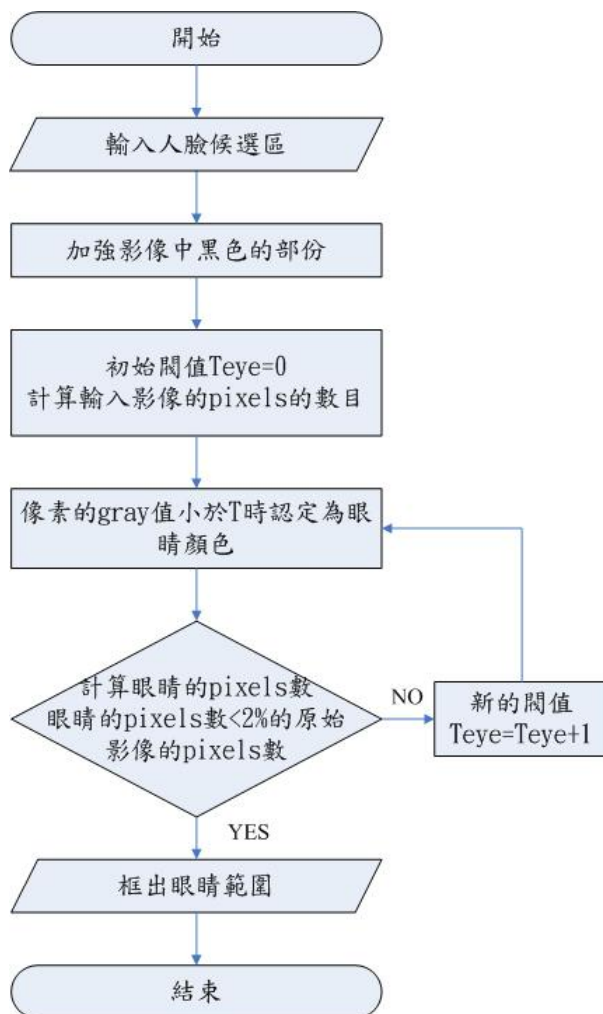 開始
輸入人臉候選區
加強影像中黑色的部份
初始閥值Teye=0
計算輸入影像的pixels的數目
像素的gray值小於T時認定為眼
睛顏色
計算眼睛的pixels數
眼睛的pixels數<2%的原始
影像的pixels數
NO
新的閥值
Teye=Teye+1
YES
框出眼睛範圍
結束